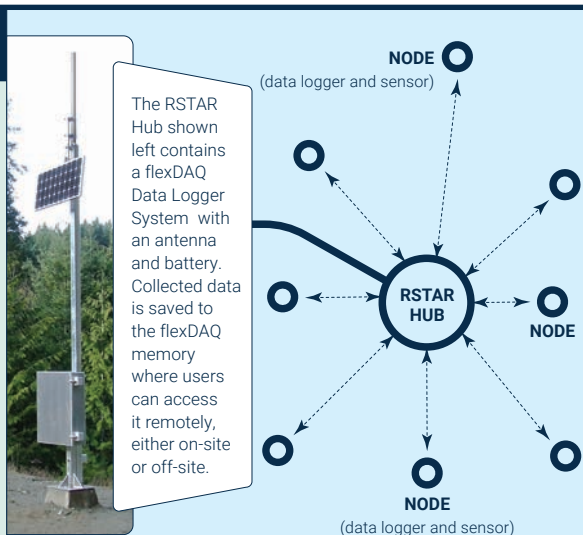 The RSTAR
Hub shown
left contains
a flexDAQ
Data Logger
System with
an antenna
and battery.
Collected data
is saved to
the flexDAQ
memory
where users
can access
it remotely,
either on-site
or off-site.
NODE
(data logger and sensor)
RSTAR
HUB
NODE
NODE
(data logger and sensor)